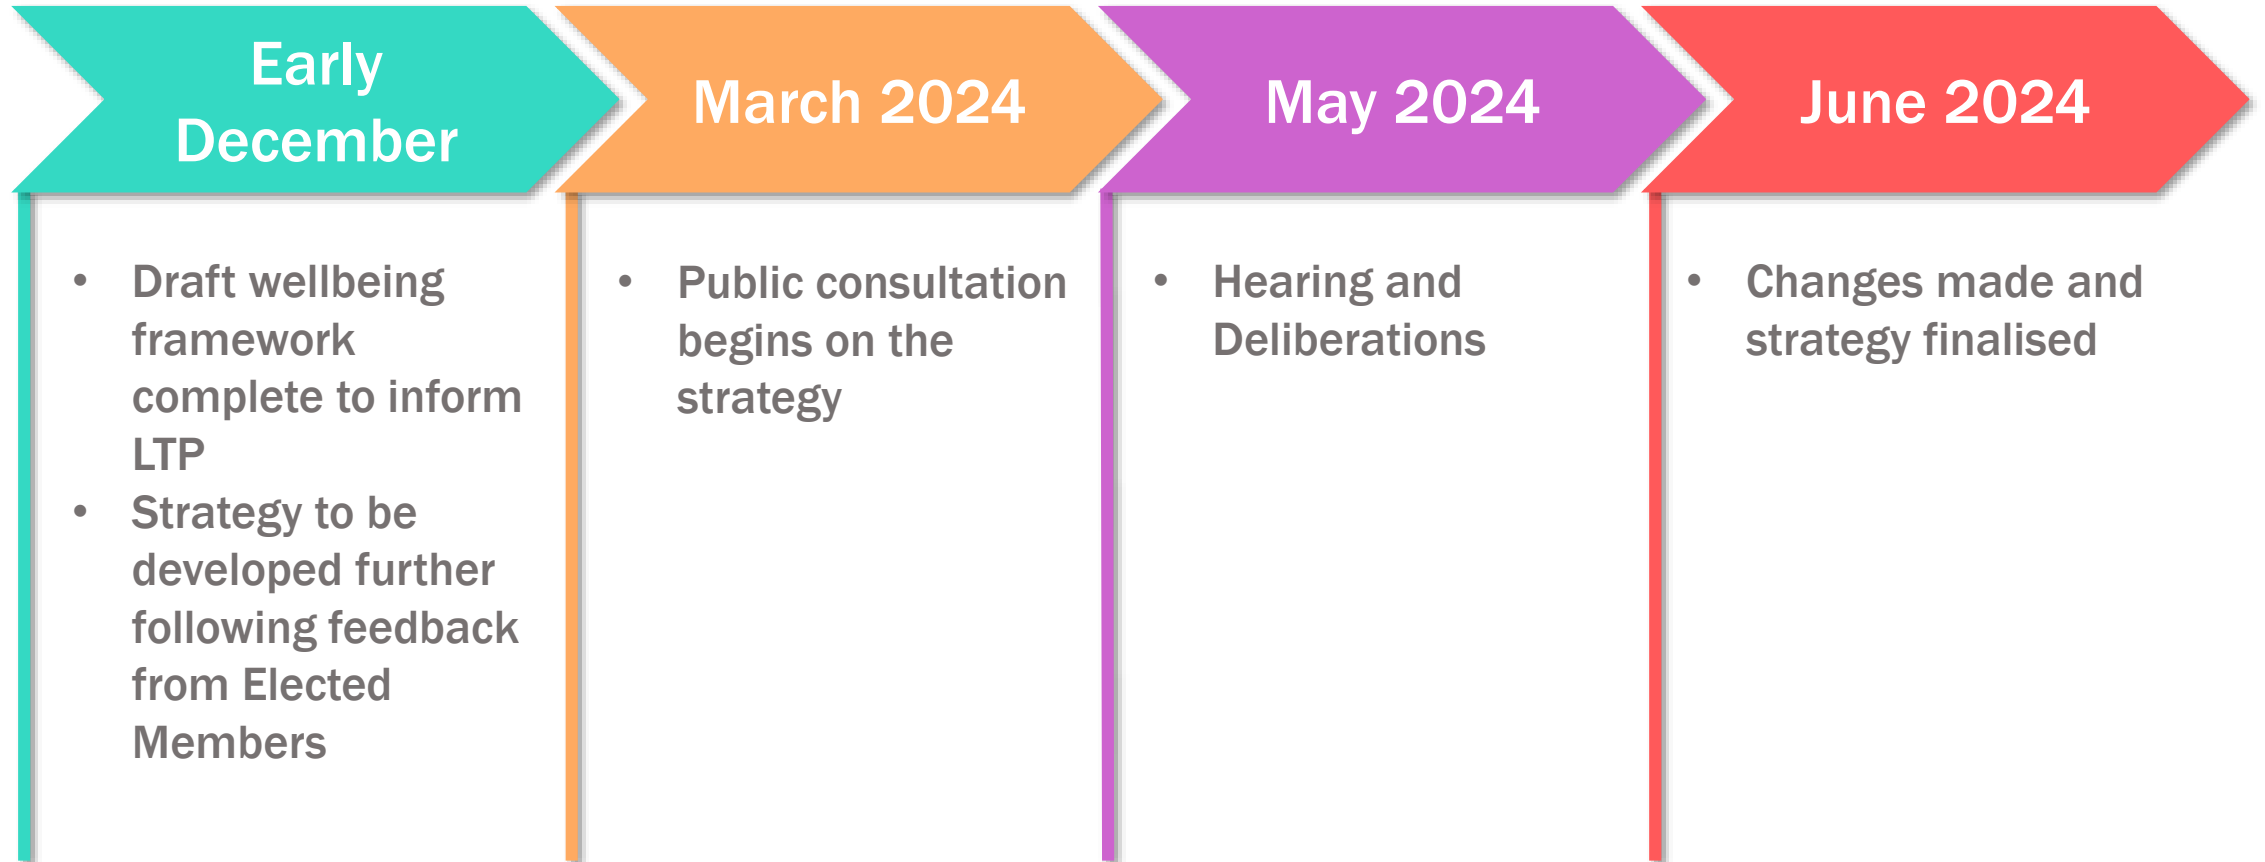 Early
December
March 2024
May 2024
June 2024
• Draft wellbeing
framework
complete to inform
LTP
• Strategy to be
developed further
following feedback
from Elected
Members
• Public consultation
begins on the
strategy
• Hearing and
Deliberations
• Changes made and
strategy finalised